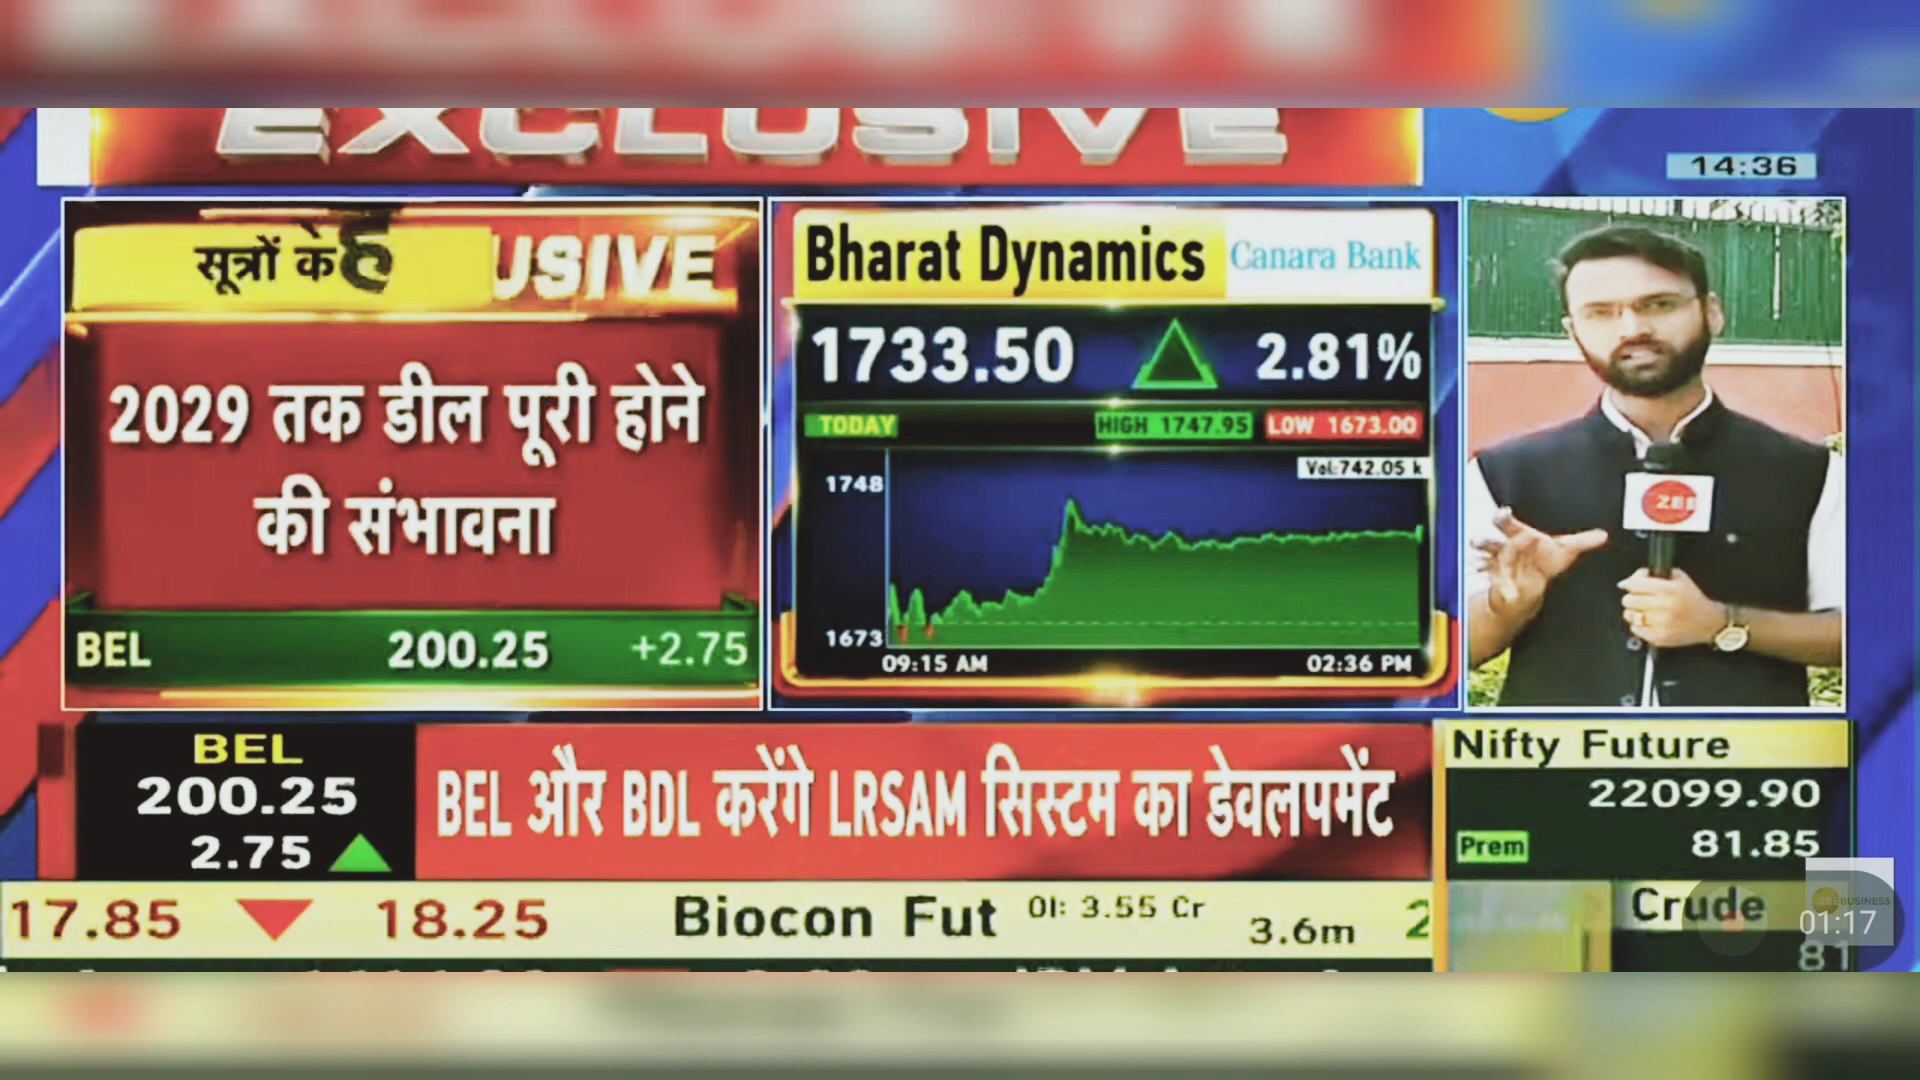 EXCLUSIVE
14:36
सूत्रों के
USIVE
2029 तक डील पूरी होने
की संभावना
BEL 200.25 +2.75
Bharat Dynamics Canara Bank
1733.50 2.81%
TODAY HIGH 1747.95 LOW 1673.00
Vol:742.05 k
1748
1673
09:15 AM 02:36 PM
ZEE
BEL
200.25
2.75
BEL और BDL करेंगे LRSAM सिस्टम का डेवलपमेंट
Nifty Future
22099.90
Prem 81.85
17.85 18.25 Biocon Fut OI: 3.55 Cr 3.6m 2
Crude
ZEEBUSINESS
01:17
81